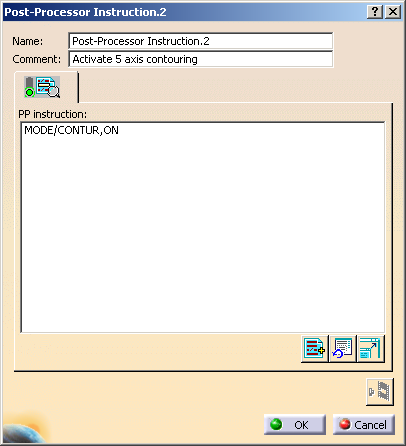 Post-Processor Instruction.2
Name: Post-Processor Instruction.2
Comment: Activate 5 axis contouring
PP instruction:
MODE/CONTUR,ON
OK Cancel